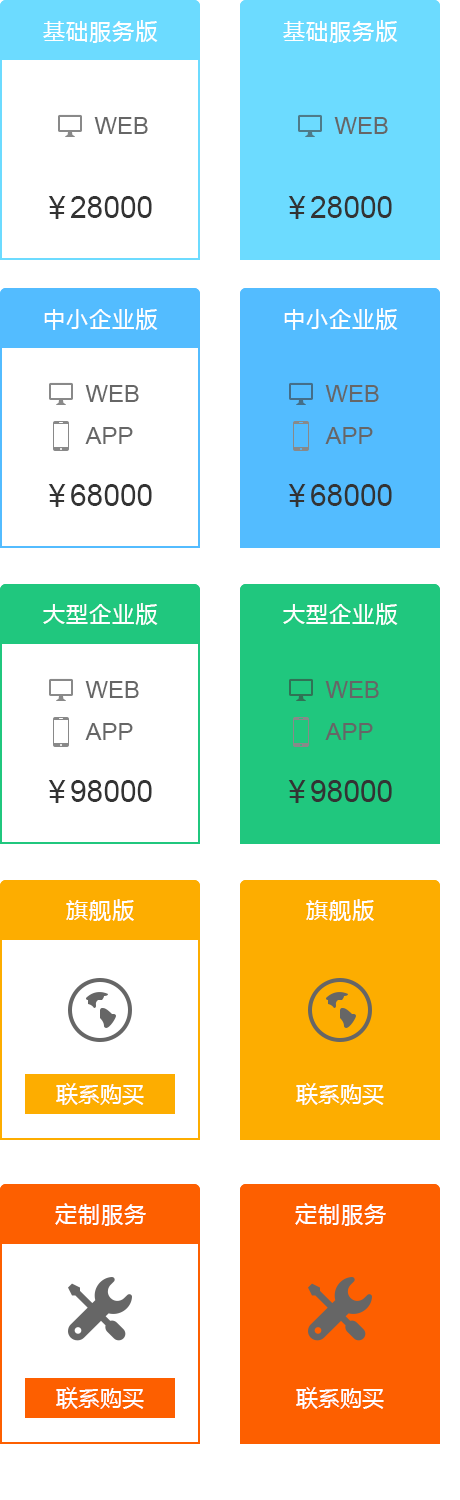 基础服务版
WEB
¥28000
基础服务版
WEB
¥28000
中小企业版
WEB
APP
¥68000
中小企业版
WEB
APP
¥68000
大型企业版
WEB
APP
¥98000
大型企业版
WEB
APP
¥98000
旗舰版
联系购买
旗舰版
联系购买
定制服务
联系购买
定制服务
联系购买